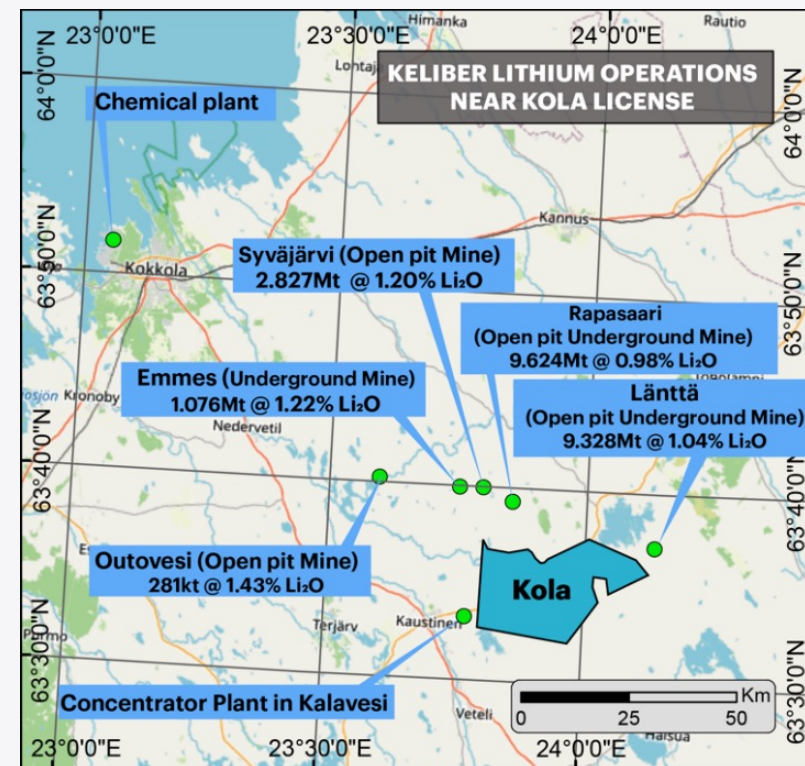 23°0'0"E
23°30'0"E
24°0'0"E
Himanka
Rautio
Lohtaja
KELIBER LITHIUM OPERATIONS
NEAR KOLA LICENSE
64°0'0"N
64°0'0"N
Chemical plant
Kannus
Kokkola
63°50'0"N
63°50'0"N
Syväjärvi (Open pit Mine)
2.827Mt @ 1.20% Li₂O
Rapasaari
(Open pit Underground Mine)
9.624Mt @ 0.98% Li₂O
Emmes (Underground Mine)
1.076Mt @ 1.22% Li₂O
Kronoby
Nedervetil
Länttä
(Open pit Underground Mine)
9.328Mt @ 1.04% Li₂O
63°40'0"N
63°40'0"N
Outovesi (Open pit Mine)
281kt @ 1.43% Li₂O
Kola
Terjärv
Kaustinen
63°30'0"N
63°30'0"N
Concentrator Plant in Kalavesi
Veteli
Km
0
25
50
Halsua
23°0'0"E
23°30'0"E
24°0'0"E